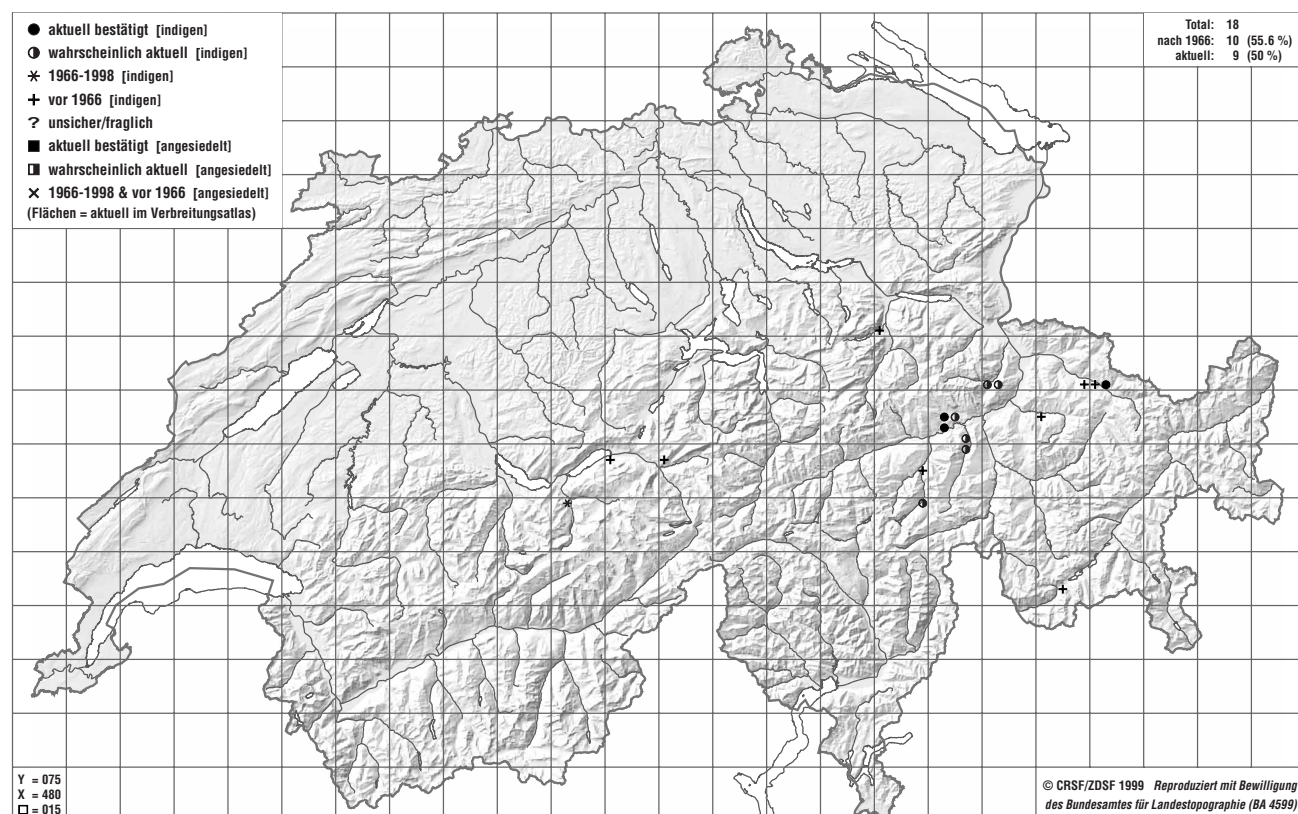 aktuell bestätigt [indigen]
wahrscheinlich aktuell [indigen]
1966-1998 [indigen]
vor 1966 [indigen]
? unsicher/fraglich
aktuell bestätigt [angesiedelt]
wahrscheinlich aktuell [angesiedelt]
1966-1998 & vor 1966 [angesiedelt]
(Flächen = aktuell im Verbreitungsatlas)
Total: 18
nach 1966: 10 (55.6 %)
aktuell: 9 (50 %)
Y = 075
X = 480
= 015
© CRSF/ZDSF 1999 Reproduziert mit Bewilligung
des Bundesamtes für Landestopographie (BA 4599)